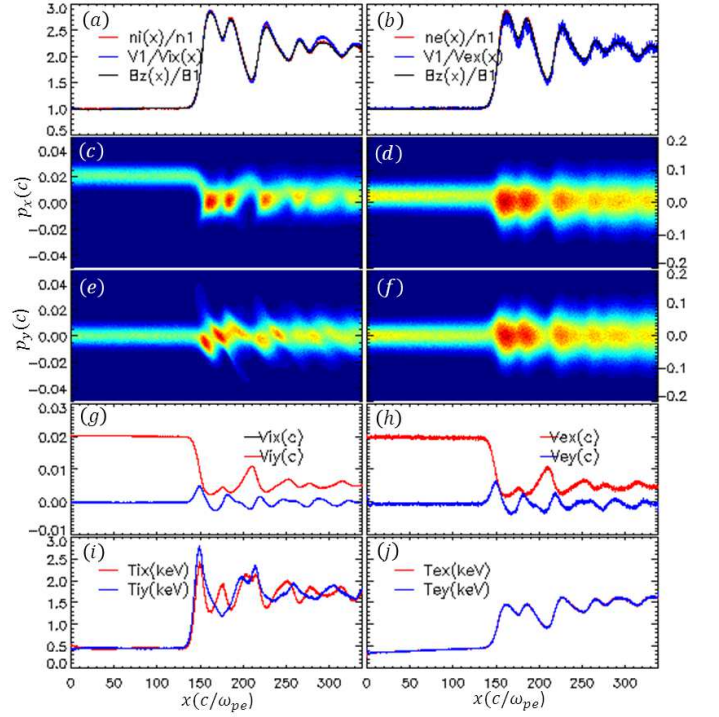 (a) ni(x)/n1
V1/Vix(x)
Bz(x)/B1
3.0
2.5
2.0
1.5
1.0
0.5
(b) ne(x)/n1
V1/Vex(x)
Bz(x)/B1
(c)
0.04
0.02
0.00
−0.02
p_x(c)
(d)
0.2
0.1
0.0
−0.1
−0.2
(e)
0.04
0.02
0.00
−0.02
−0.04
p_y(c)
(f)
0.2
0.1
0.0
−0.1
−0.2
(g)
Vix(c)
Viy(c)
0.03
0.02
0.01
0.00
−0.01
(h)
Vex(c)
Vey(c)
(i)
Tix(keV)
Tiy(keV)
3.0
2.5
2.0
1.5
1.0
0.5
0.0
(j)
Tex(keV)
Tey(keV)
0 50 100 150 200 250 300
x(c/ω_pe)
0 50 100 150 200 250 300
x(c/ω_pe)